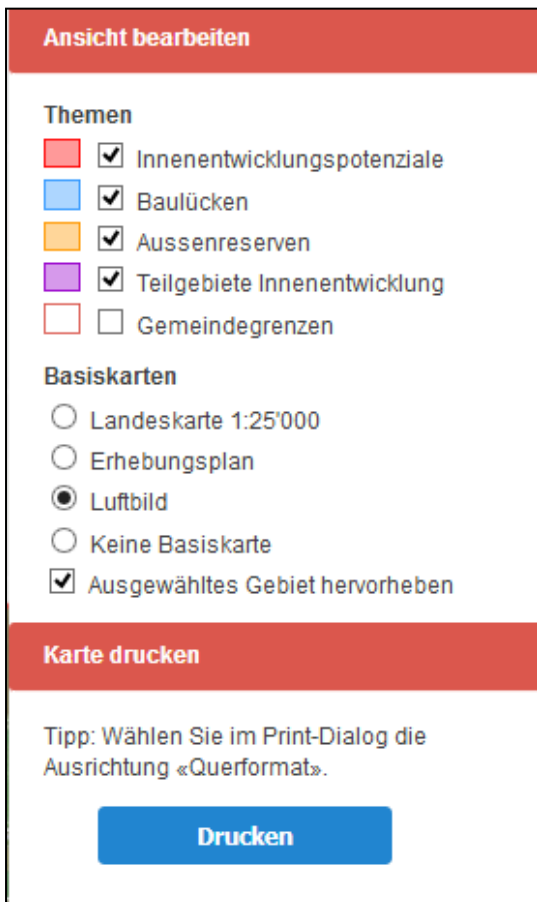 Ansicht bearbeiten
Themen
Innenentwicklungspotenziale
Baulücken
Aussenreserven
Teilgebiete Innenentwicklung
Gemeindegrenzen
Basiskarten
Landeskarte 1:25'000
Erhebungsplan
Luftbild
Keine Basiskarte
Ausgewähltes Gebiet hervorheben
Karte drucken
Tipp: Wählen Sie im Print-Dialog die
Ausrichtung «Querformat».
Drucken